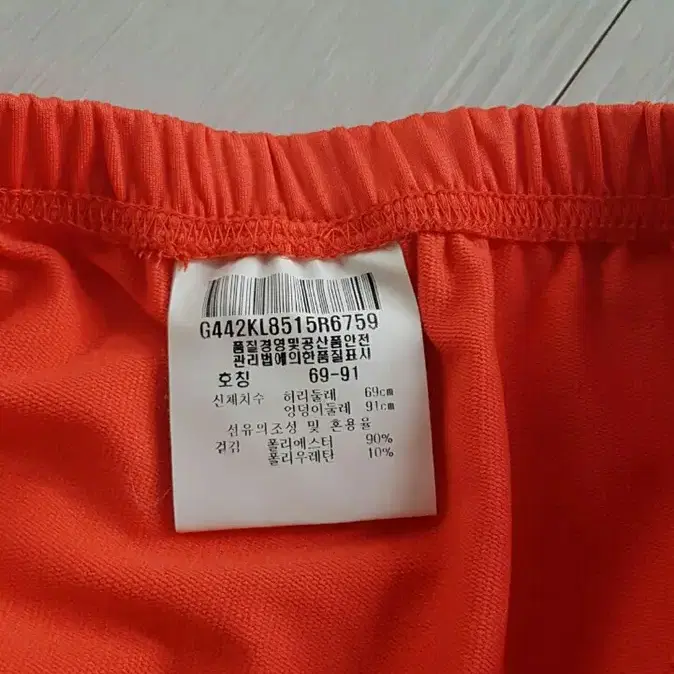 G442KL8515R6759
품질경영및공산품안전
관리법에의한품질표시
호칭 69-91
신체치수 허리둘레 69cm
엉덩이둘레 91cm
섬유의조성 및 혼용율
겉감 폴리에스터 90%
폴리우레탄 10%